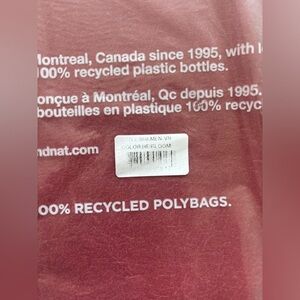 Montreal, Canada since 1995, with
100% recycled plastic bottles.
onçue à Montréal, Qc depuis 1995.
bouteilles en plastique 100% recyc
ndnat.com
COLOR:HEIRLOOM
00% RECYCLED POLYBAGS.